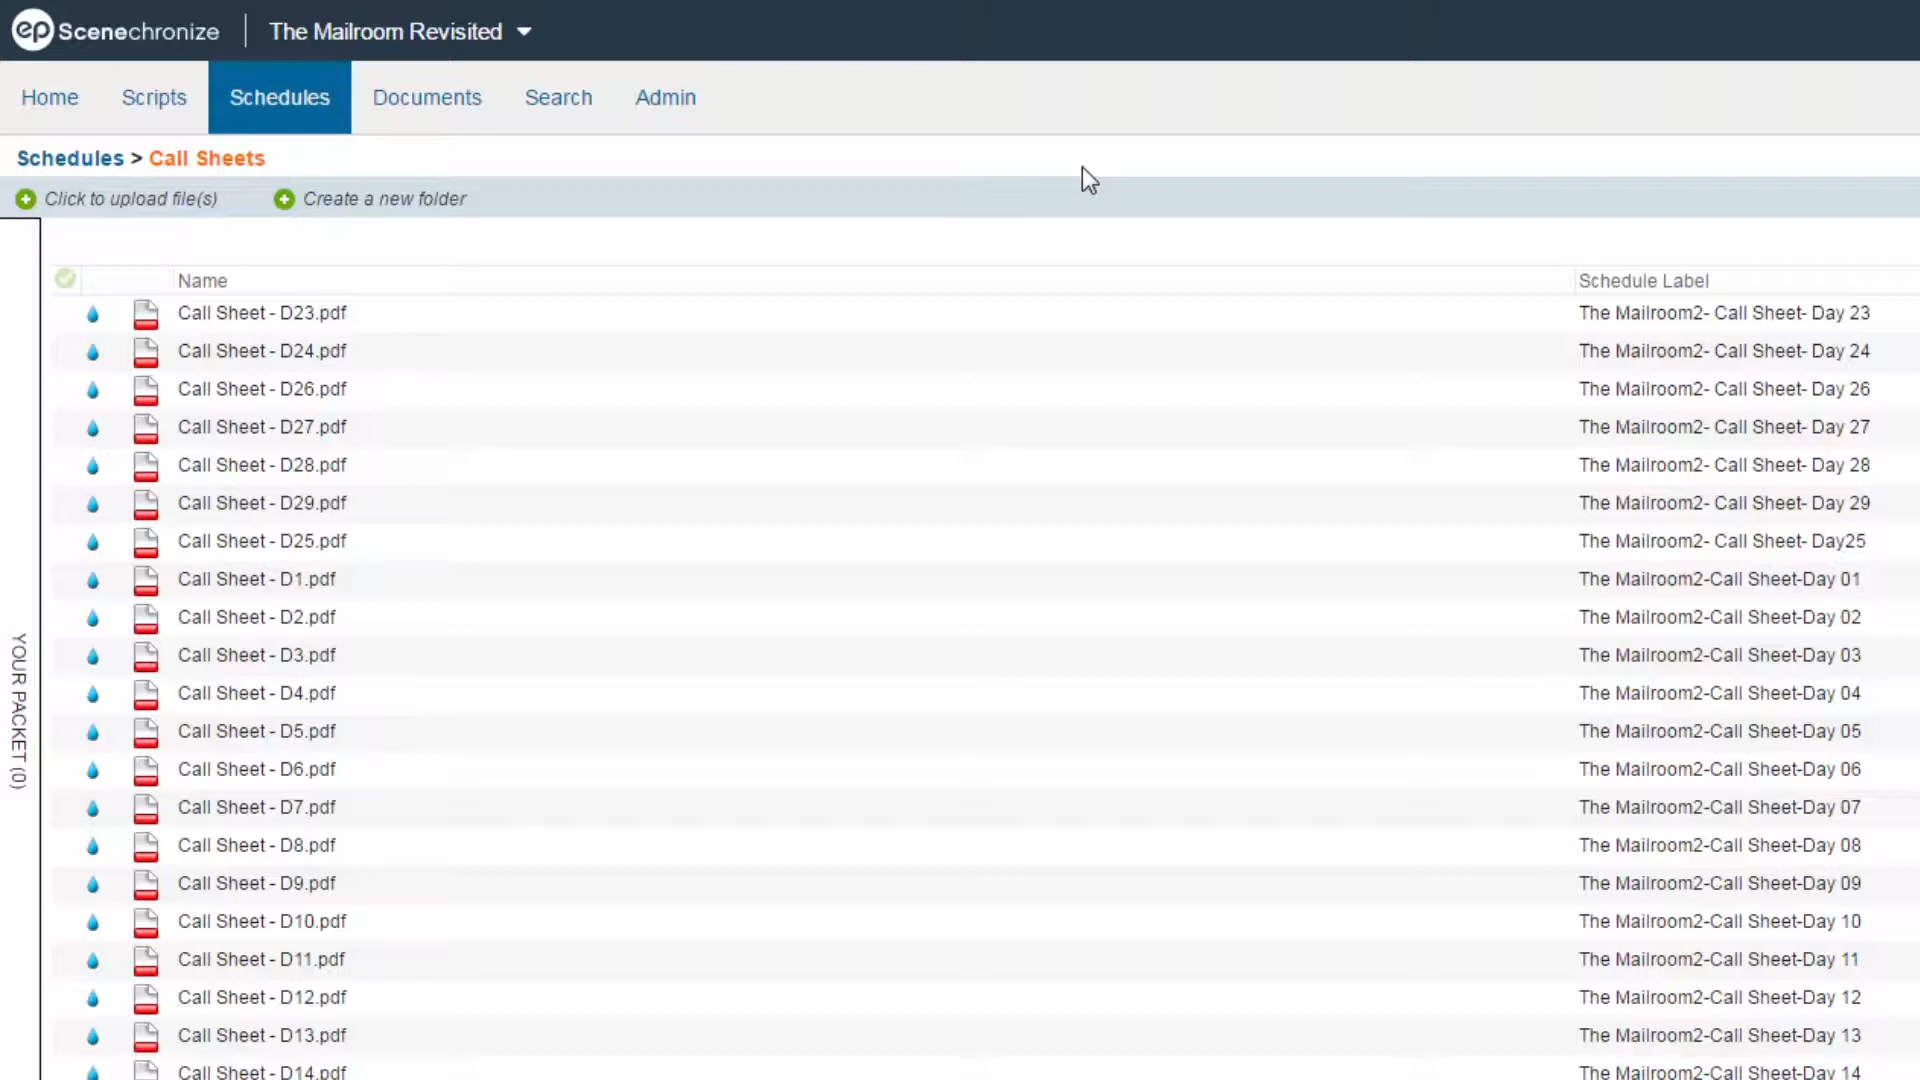 ep Scenechronize The Mailroom Revisited
Home Scripts Schedules Documents Search Admin
Schedules > Call Sheets
Click to upload file(s) Create a new folder
Name Schedule Label
Call Sheet - D23.pdf The Mailroom2- Call Sheet- Day 23
Call Sheet - D24.pdf The Mailroom2- Call Sheet- Day 24
Call Sheet - D26.pdf The Mailroom2- Call Sheet- Day 26
Call Sheet - D27.pdf The Mailroom2- Call Sheet- Day 27
Call Sheet - D28.pdf The Mailroom2- Call Sheet- Day 28
Call Sheet - D29.pdf The Mailroom2- Call Sheet- Day 29
Call Sheet - D25.pdf The Mailroom2- Call Sheet- Day25
Call Sheet - D1.pdf The Mailroom2-Call Sheet-Day 01
Call Sheet - D2.pdf The Mailroom2-Call Sheet-Day 02
Call Sheet - D3.pdf The Mailroom2-Call Sheet-Day 03
Call Sheet - D4.pdf The Mailroom2-Call Sheet-Day 04
Call Sheet - D5.pdf The Mailroom2-Call Sheet-Day 05
Call Sheet - D6.pdf The Mailroom2-Call Sheet-Day 06
Call Sheet - D7.pdf The Mailroom2-Call Sheet-Day 07
Call Sheet - D8.pdf The Mailroom2-Call Sheet-Day 08
Call Sheet - D9.pdf The Mailroom2-Call Sheet-Day 09
Call Sheet - D10.pdf The Mailroom2-Call Sheet-Day 10
Call Sheet - D11.pdf The Mailroom2-Call Sheet-Day 11
Call Sheet - D12.pdf The Mailroom2-Call Sheet-Day 12
Call Sheet - D13.pdf The Mailroom2-Call Sheet-Day 13
Call Sheet - D14.pdf The Mailroom2-Call Sheet-Day 14
YOUR PACKET (0)